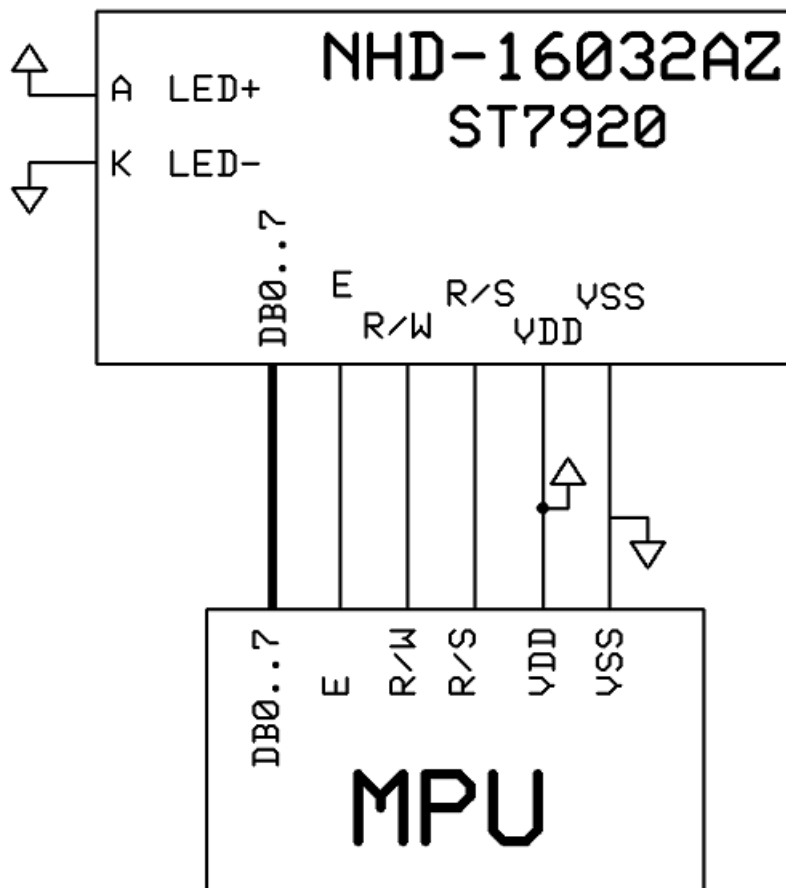 NHD-16032AZ
ST7920
A LED+
K LED-
DB0..7
E
R/W
R/S
VDD
VSS
DB0..7
E
R/W
R/S
VDD
VSS
MPU